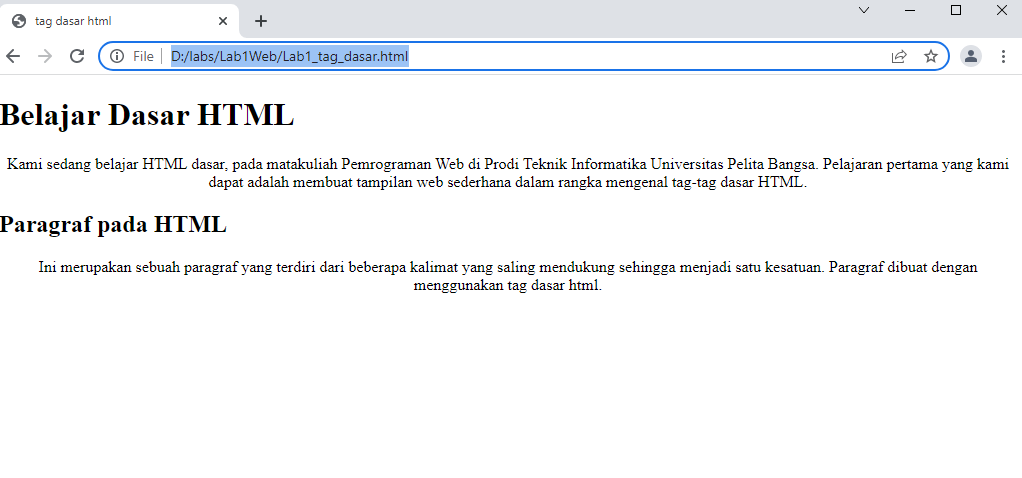 tag dasar html
File
D:/labs/Lab1Web/Lab1_tag_dasar.html
Belajar Dasar HTML
Kami sedang belajar HTML dasar, pada matakuliah Pemrograman Web di Prodi Teknik Informatika Universitas Pelita Bangsa. Pelajaran pertama yang kami
dapat adalah membuat tampilan web sederhana dalam rangka mengenal tag-tag dasar HTML.
Paragraf pada HTML
Ini merupakan sebuah paragraf yang terdiri dari beberapa kalimat yang saling mendukung sehingga menjadi satu kesatuan. Paragraf dibuat dengan
menggunakan tag dasar html.